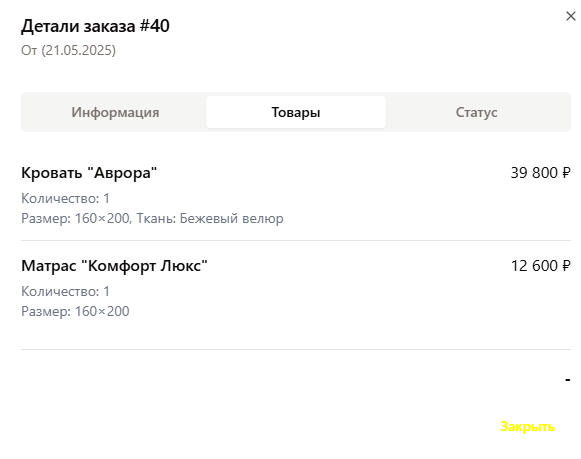 Детали заказа #40
От (21.05.2025)
Информация
Товары
Статус
Кровать "Аврора"
39 800 ₽
Количество: 1
Размер: 160×200, Ткань: Бежевый велюр
Матрас "Комфорт Люкс"
12 600 ₽
Количество: 1
Размер: 160×200
-
Закрыть